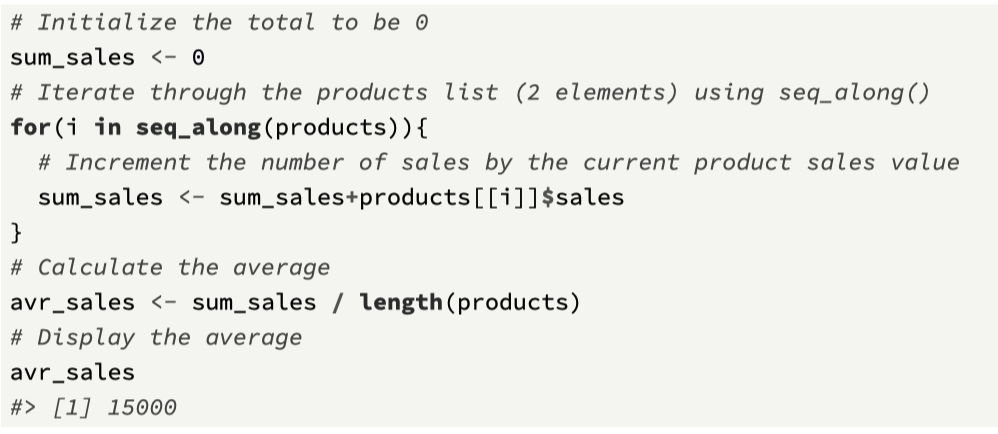 # Initialize the total to be 0
sum_sales <- 0
# Iterate through the products list (2 elements) using seq_along()
for(i in seq_along(products)){
  # Increment the number of sales by the current product sales value
  sum_sales <- sum_sales+products[[i]]$sales
}
# Calculate the average
avr_sales <- sum_sales / length(products)
# Display the average
avr_sales
#> [1] 15000